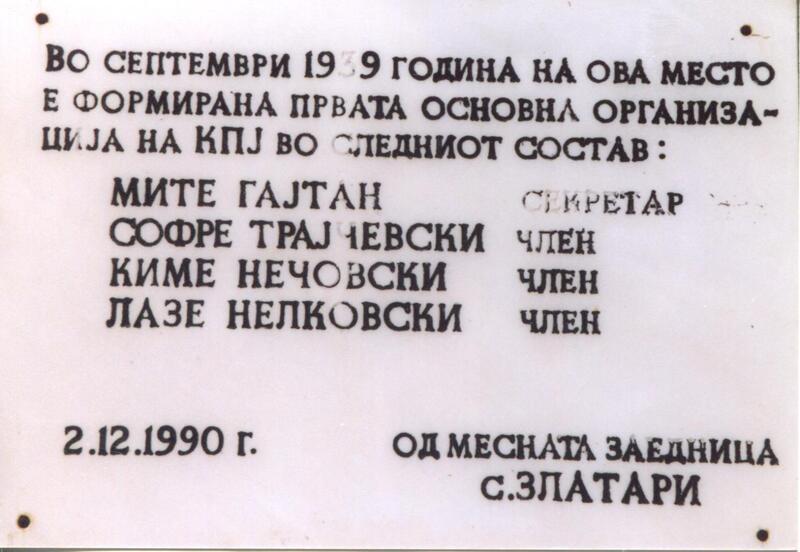 ВО СЕПТЕМВРИ 1939 ГОДИНА НА ОВА МЕСТО
Е ФОРМИРАНА ПРВАТА ОСНОВНА ОРГАНИЗА-
ЦИЈА НА КПЈ ВО СЛЕДНИОТ СОСТАВ:
МИТЕ ГАЈТАН СЕКРЕТАР
СОФРЕ ТРАЈЧЕВСКИ ЧЛЕН
КИМЕ НЕЧОВСКИ ЧЛЕН
ЛАЗЕ НЕЛКОВСКИ ЧЛЕН
2.12.1990 г. ОД МЕСНАТА ЗАЕДНИЦА
с. ЗЛАТАРИ